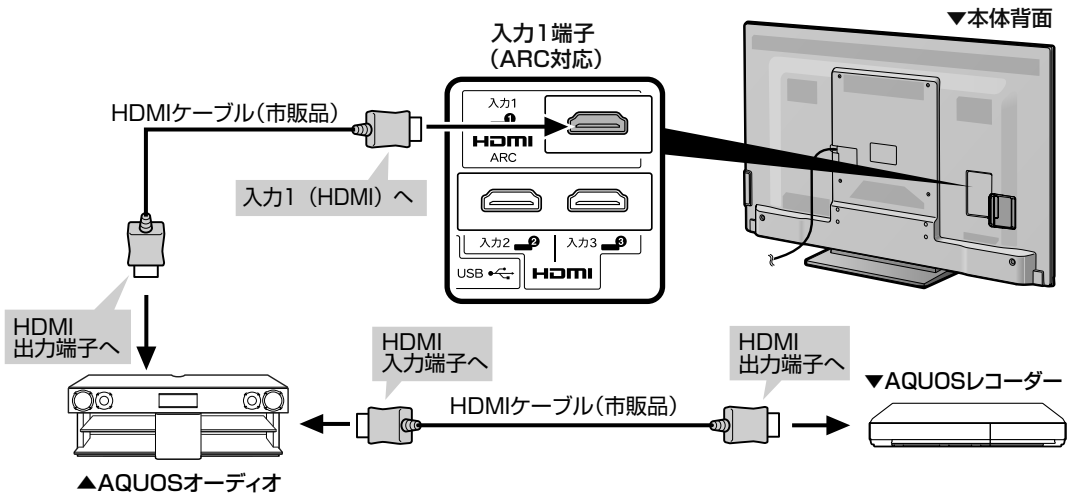 ▼本体背面
入力1端子
（ARC対応）
HDMIケーブル（市販品）
入力1
1
HDMI
ARC
入力1（HDMI）へ
入力2 2
入力3 3
USB
HDMI
HDMI
出力端子へ
HDMI
入力端子へ
HDMI
出力端子へ
▼AQUOSレコーダー
HDMIケーブル（市販品）
▲AQUOSオーディオ